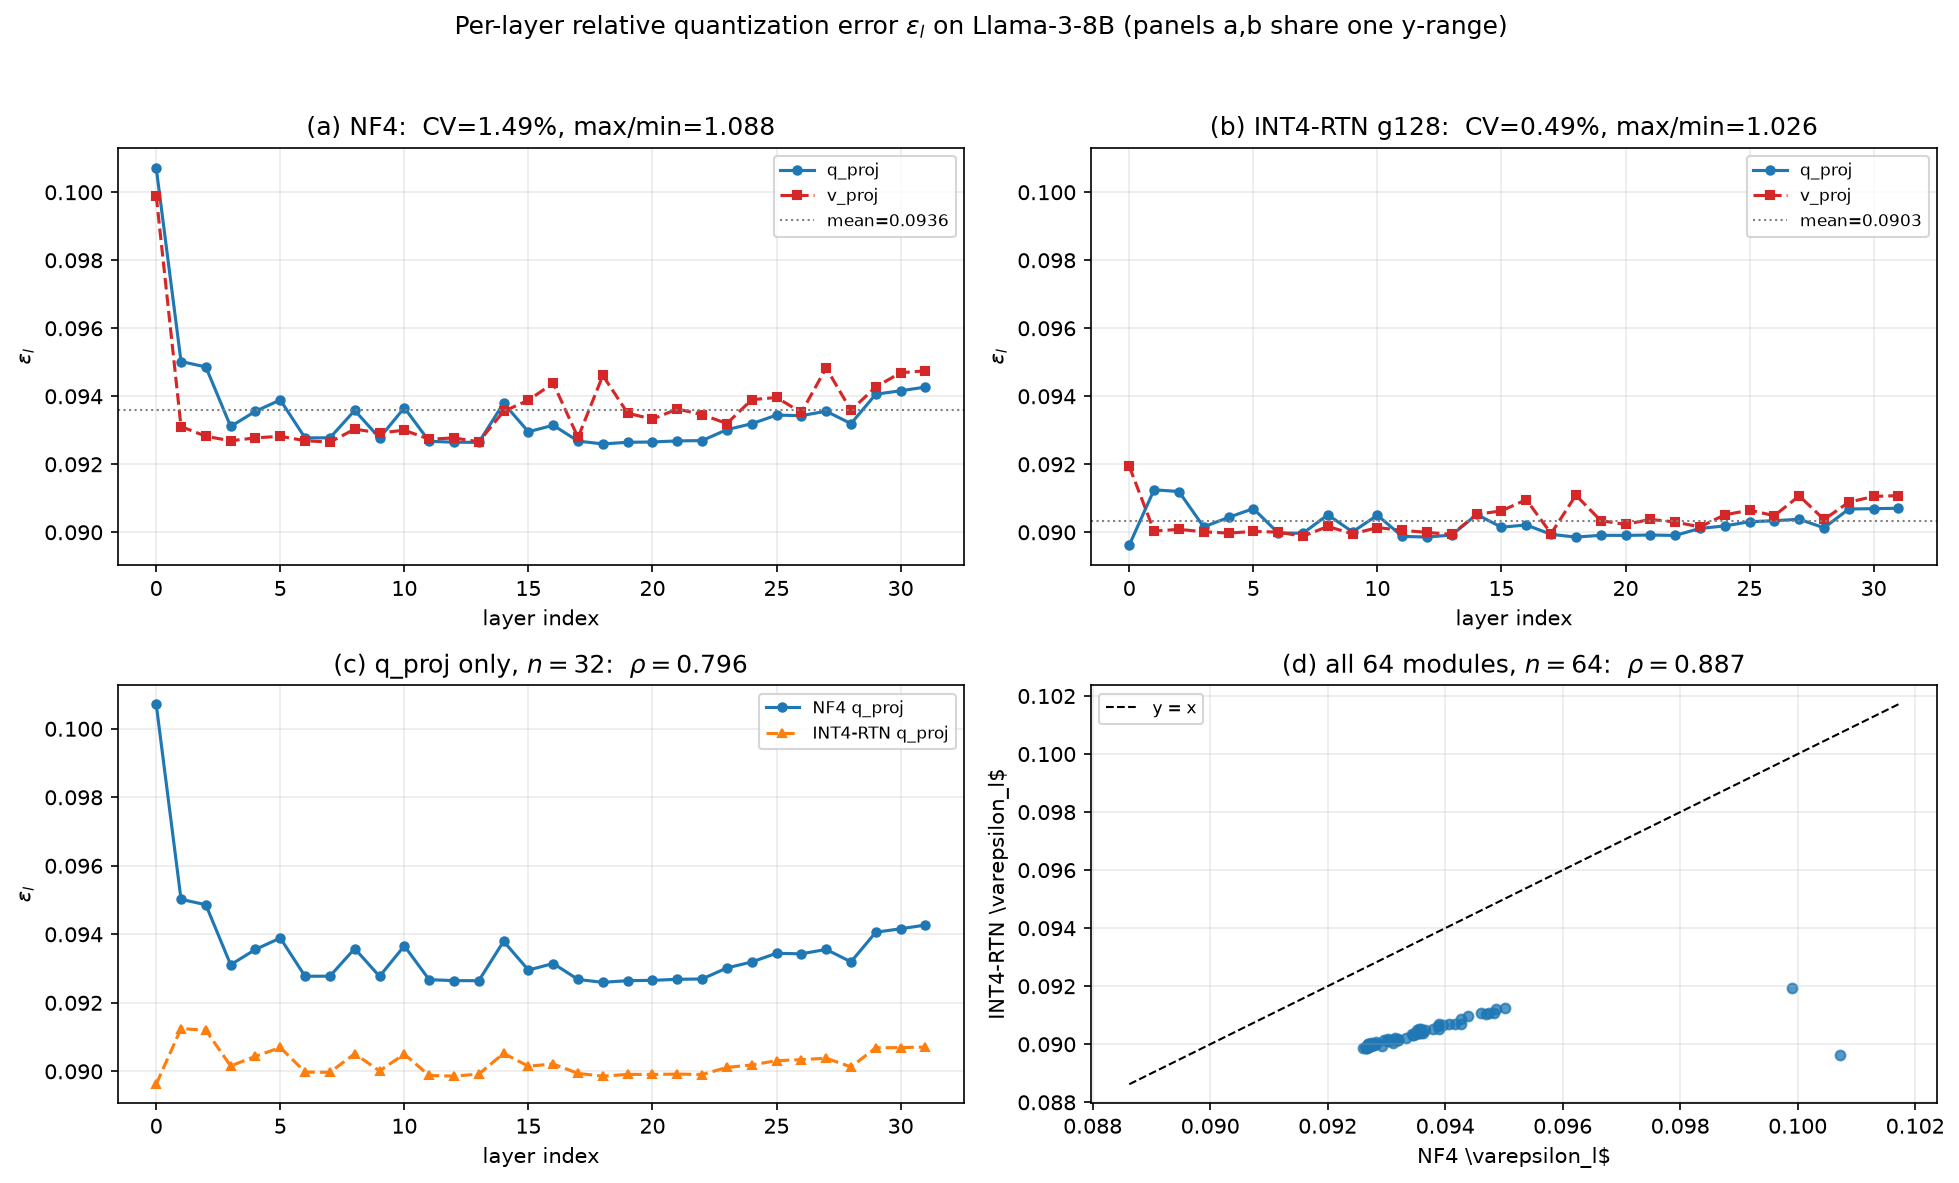 Per-layer relative quantization error εₗ on Llama-3-8B (panels a,b share one y-range)
(a) NF4:  CV=1.49%, max/min=1.088
q_proj
v_proj
mean=0.0936
0.100
0.098
0.096
0.094
0.092
0.090
εₗ
0 5 10 15 20 25 30
layer index
(b) INT4-RTN g128:  CV=0.49%, max/min=1.026
q_proj
v_proj
mean=0.0903
0.100
0.098
0.096
0.094
0.092
0.090
εₗ
0 5 10 15 20 25 30
layer index
(c) q_proj only, n = 32:  ρ = 0.796
NF4 q_proj
INT4-RTN q_proj
0.100
0.098
0.096
0.094
0.092
0.090
εₗ
0 5 10 15 20 25 30
layer index
(d) all 64 modules, n = 64:  ρ = 0.887
y = x
0.102
0.100
0.098
0.096
0.094
0.092
0.090
0.088
INT4-RTN \varepsilon_l$
0.088 0.090 0.092 0.094 0.096 0.098 0.100 0.102
NF4 \varepsilon_l$